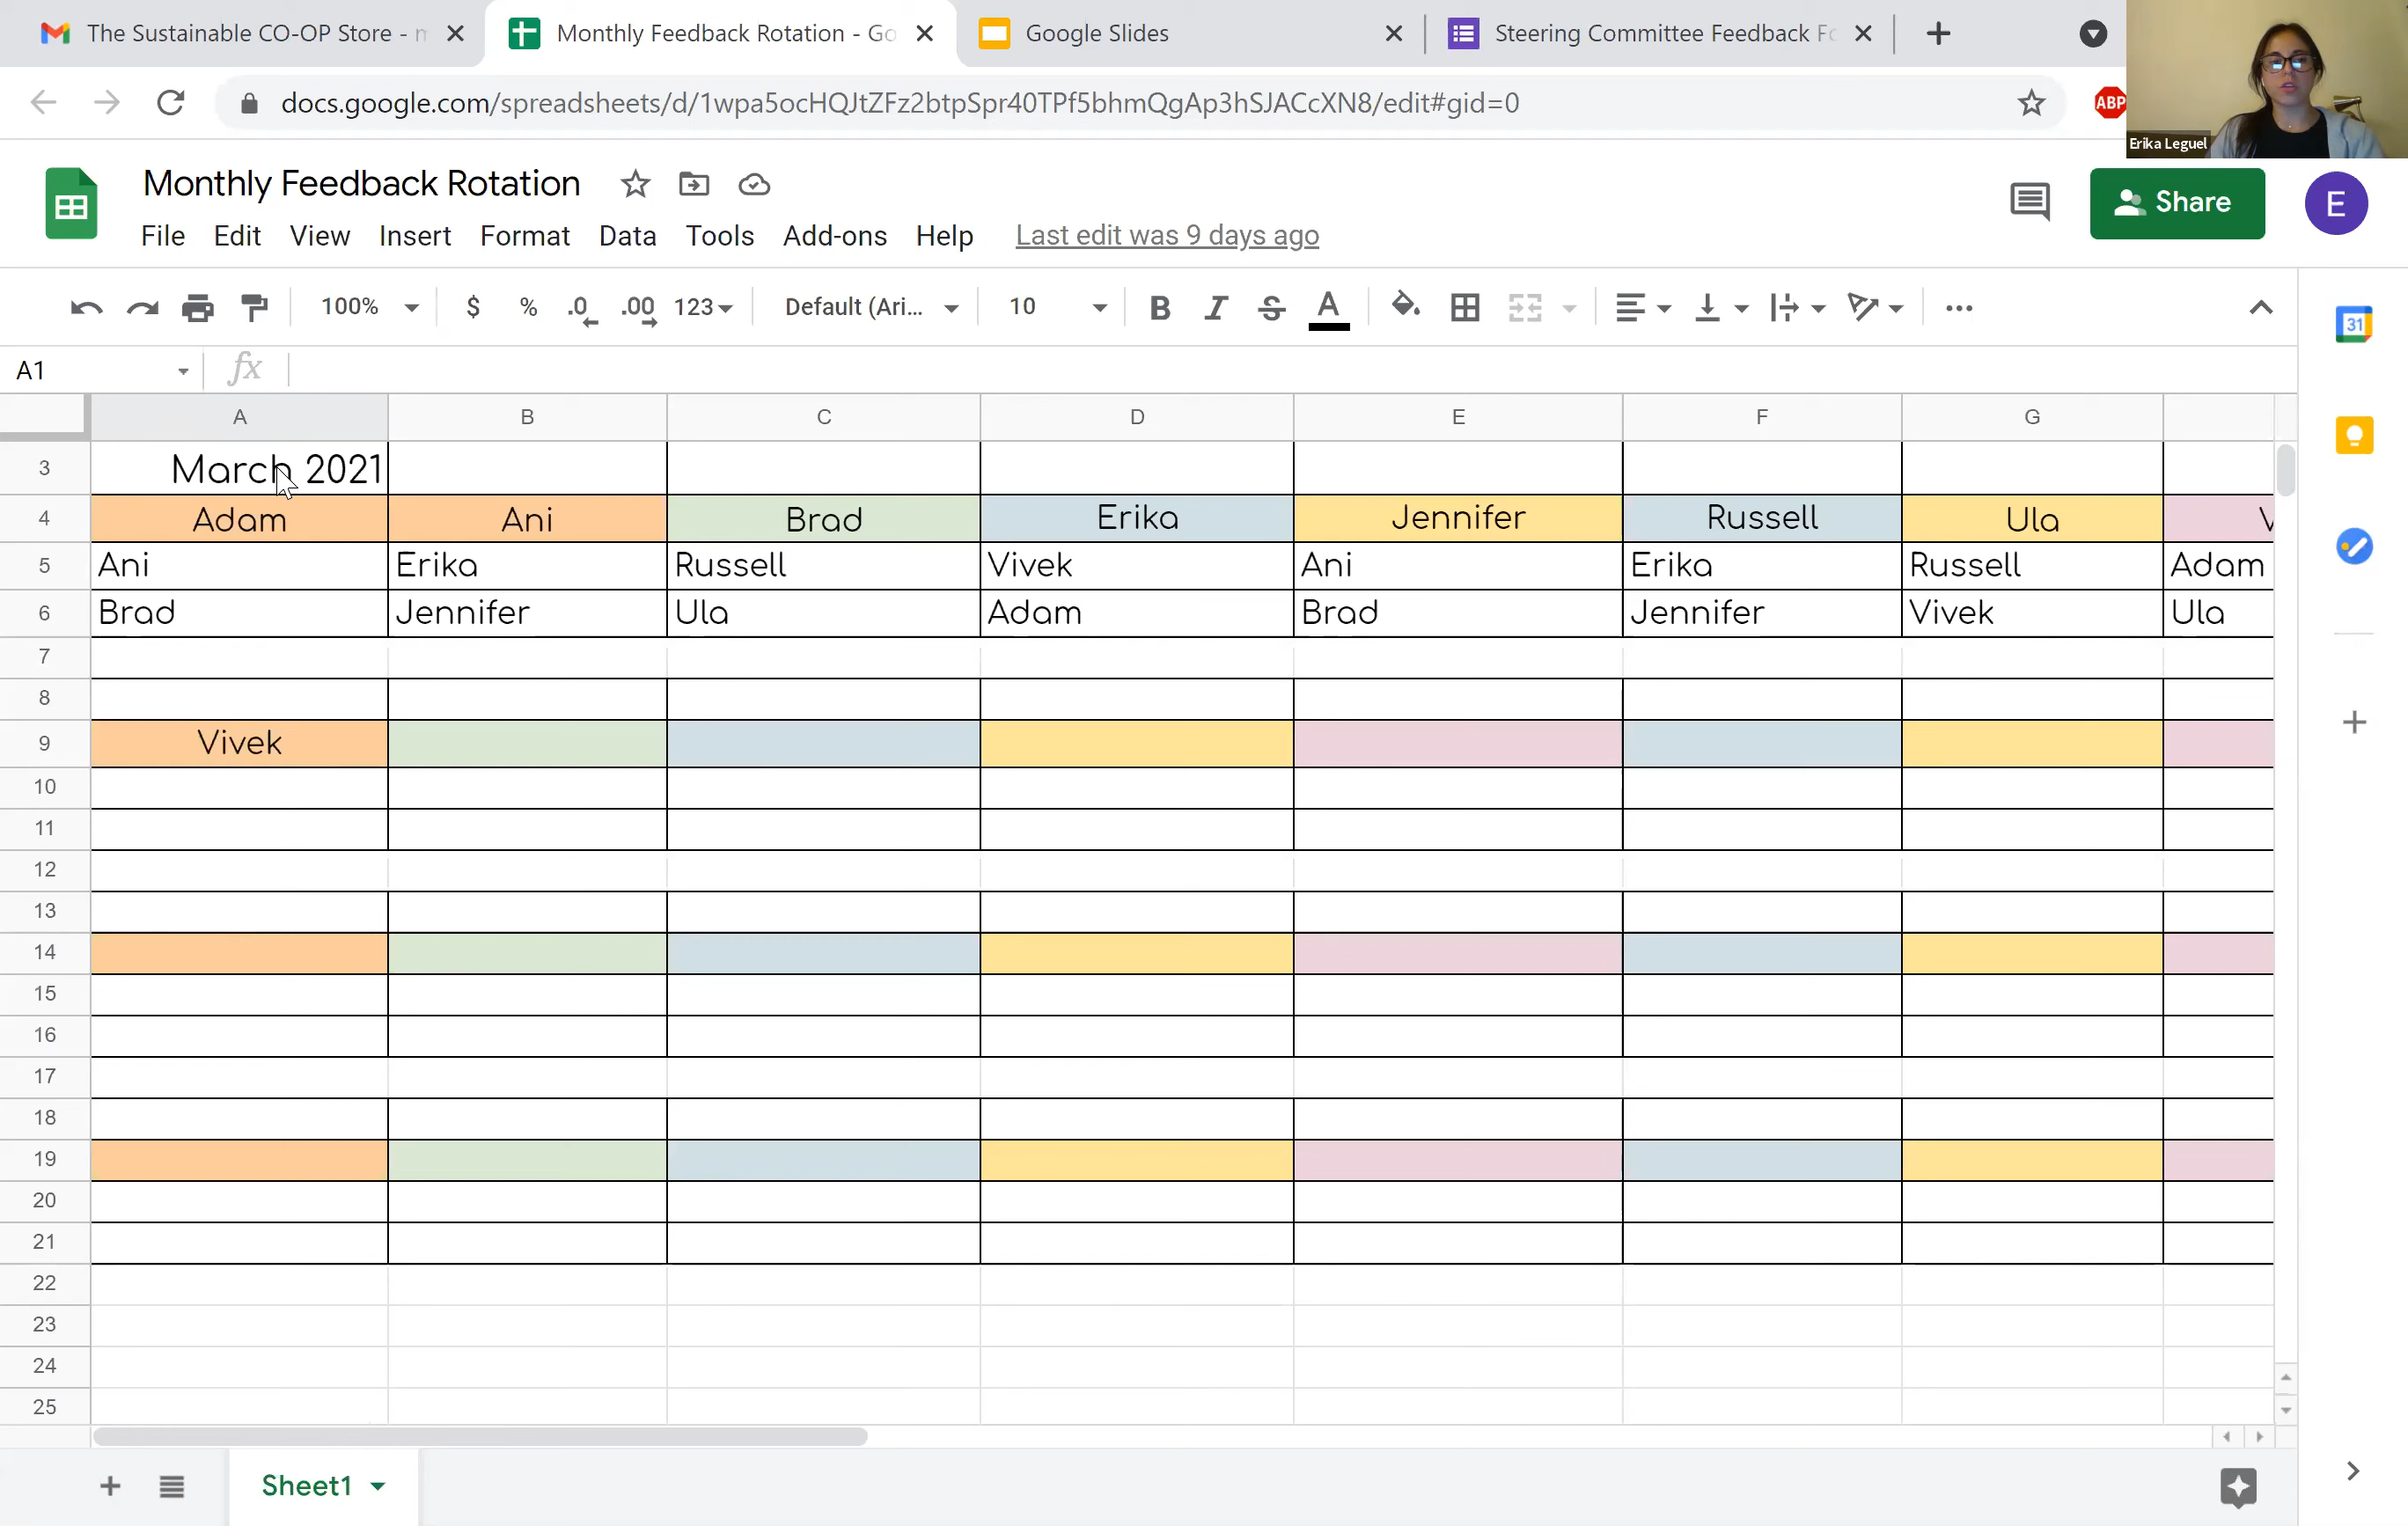 The Sustainable CO-OP Store - m
Monthly Feedback Rotation - Go
Google Slides
Steering Committee Feedback Fo
docs.google.com/spreadsheets/d/1wpa5ocHQJtZFz2btpSpr40TPf5bhmQgAp3hSJACcXN8/edit#gid=0
ABP
Erika Leguel
Monthly Feedback Rotation
Share
E
File Edit View Insert Format Data Tools Add-ons Help Last edit was 9 days ago
100% $ % .0 .00 123 Default (Ari... 10 B I S A
31
A1 fx
A B C D E F G
3 March 2021
4 Adam Ani Brad Erika Jennifer Russell Ula V
5 Ani Erika Russell Vivek Ani Erika Russell Adam
6 Brad Jennifer Ula Adam Brad Jennifer Vivek Ula
7
8
9 Vivek
10
11
12
13
14
15
16
17
18
19
20
21
22
23
24
25
Sheet1